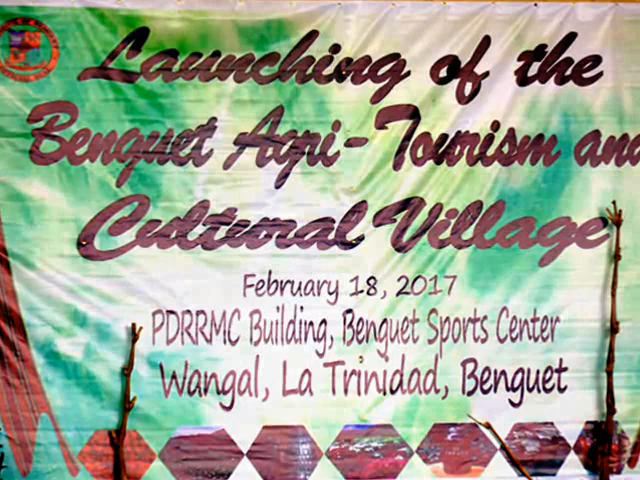 Launching of the
Benguet Agri-Tourism and
Cultural Village
February 18, 2017
PDRRMC Building, Benguet Sports Center
Wangal, La Trinidad, Benguet